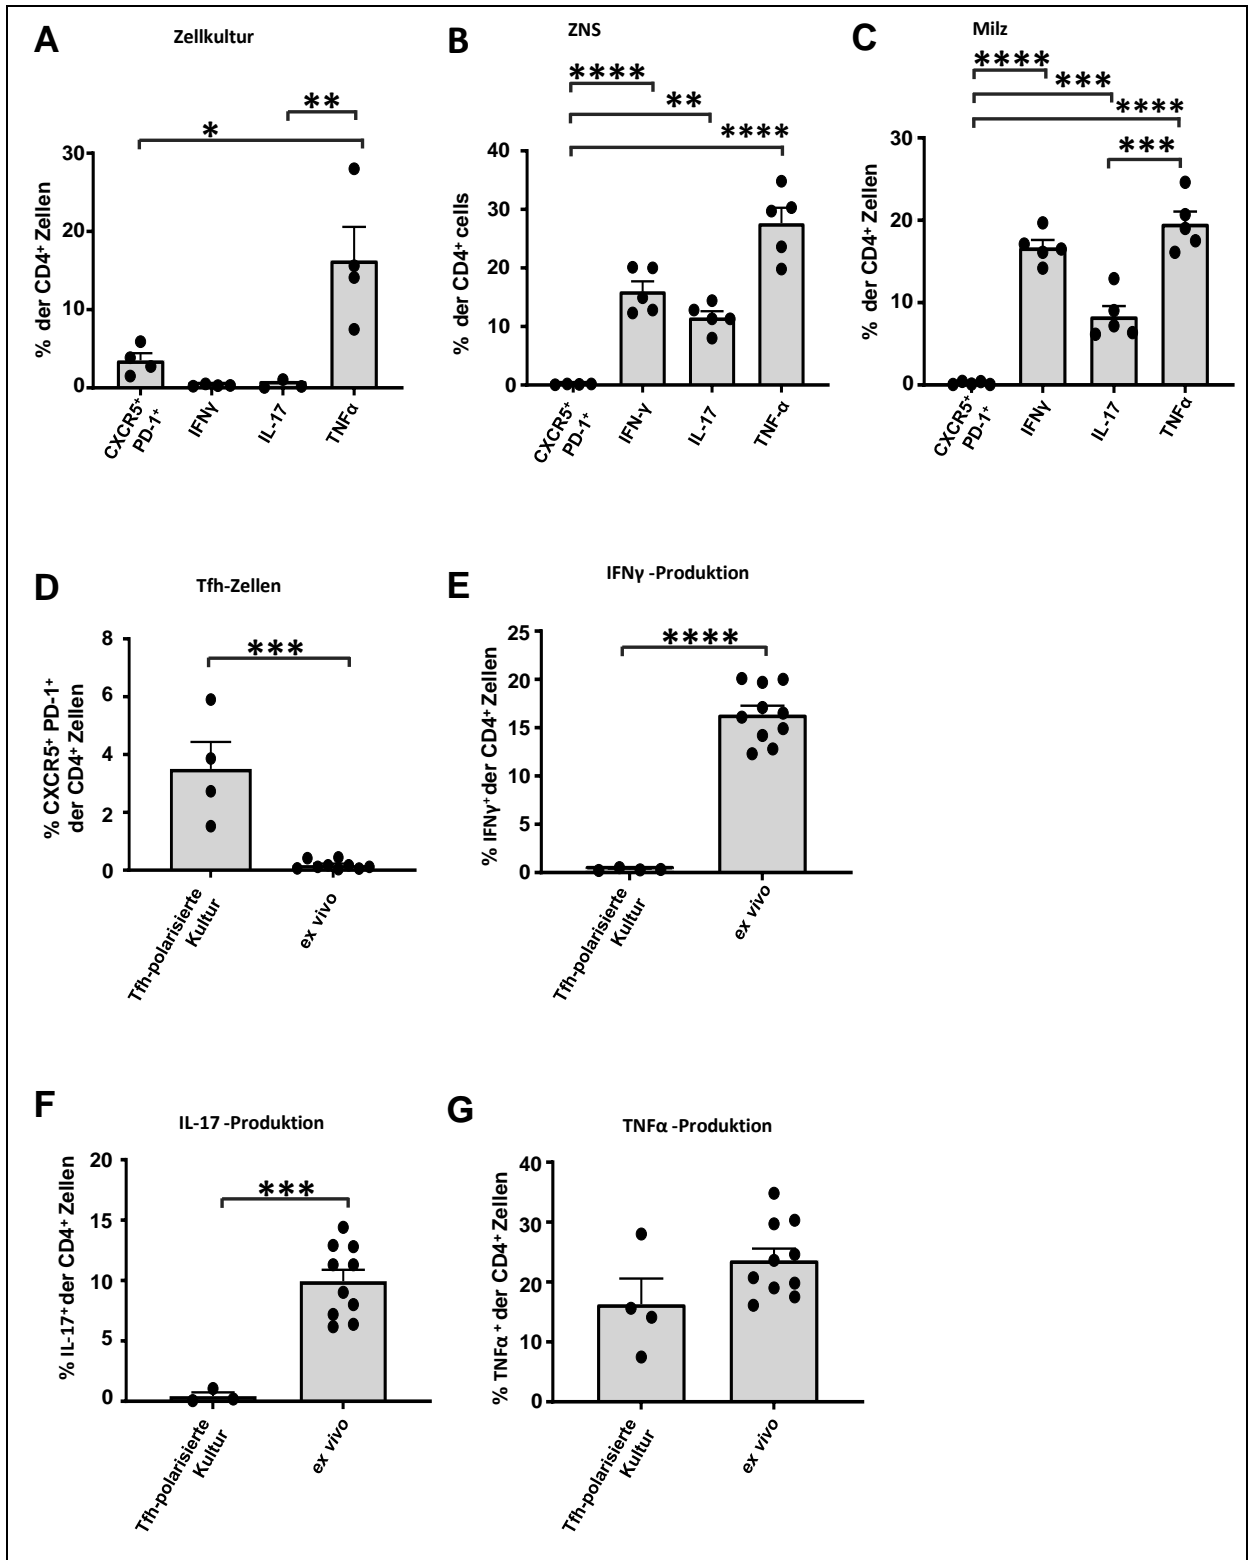 A
Zellkultur
*
**
% der CD4⁺ Zellen
30
20
10
0
CXCR5⁺
PD-1⁺
IFNγ
IL-17
TNFα
B
ZNS
****
**
****
% der CD4⁺ cells
40
30
20
10
0
CXCR5⁺
PD-1⁺
IFN-γ
IL-17
TNF-α
C
Milz
****
***
****
***
% der CD4⁺ Zellen
30
20
10
0
CXCR5⁺
PD-1⁺
IFNγ
IL-17
TNFα
D
Tfh-Zellen
***
% CXCR5⁺ PD-1⁺
der CD4⁺ Zellen
8
6
4
2
0
Tfh-polarisierte
Kultur
ex vivo
E
IFNγ -Produktion
****
% IFNγ⁺ der CD4⁺ Zellen
25
20
15
10
5
0
Tfh-polarisierte
Kultur
ex vivo
F
IL-17 -Produktion
***
% IL-17⁺ der CD4⁺ Zellen
20
15
10
5
0
Tfh-polarisierte
Kultur
ex vivo
G
TNFα -Produktion
% TNFα ⁺ der CD4⁺ Zellen
40
30
20
10
0
Tfh-polarisierte
Kultur
ex vivo